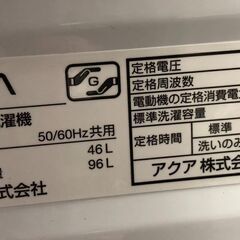 A
G
濯機
50/60Hz共用
46L
96L
式会社
定格電圧
定格周波数
電動機の定格消費電
標準洗濯容量
定格時間
標準
洗いのみ
アクア株式会